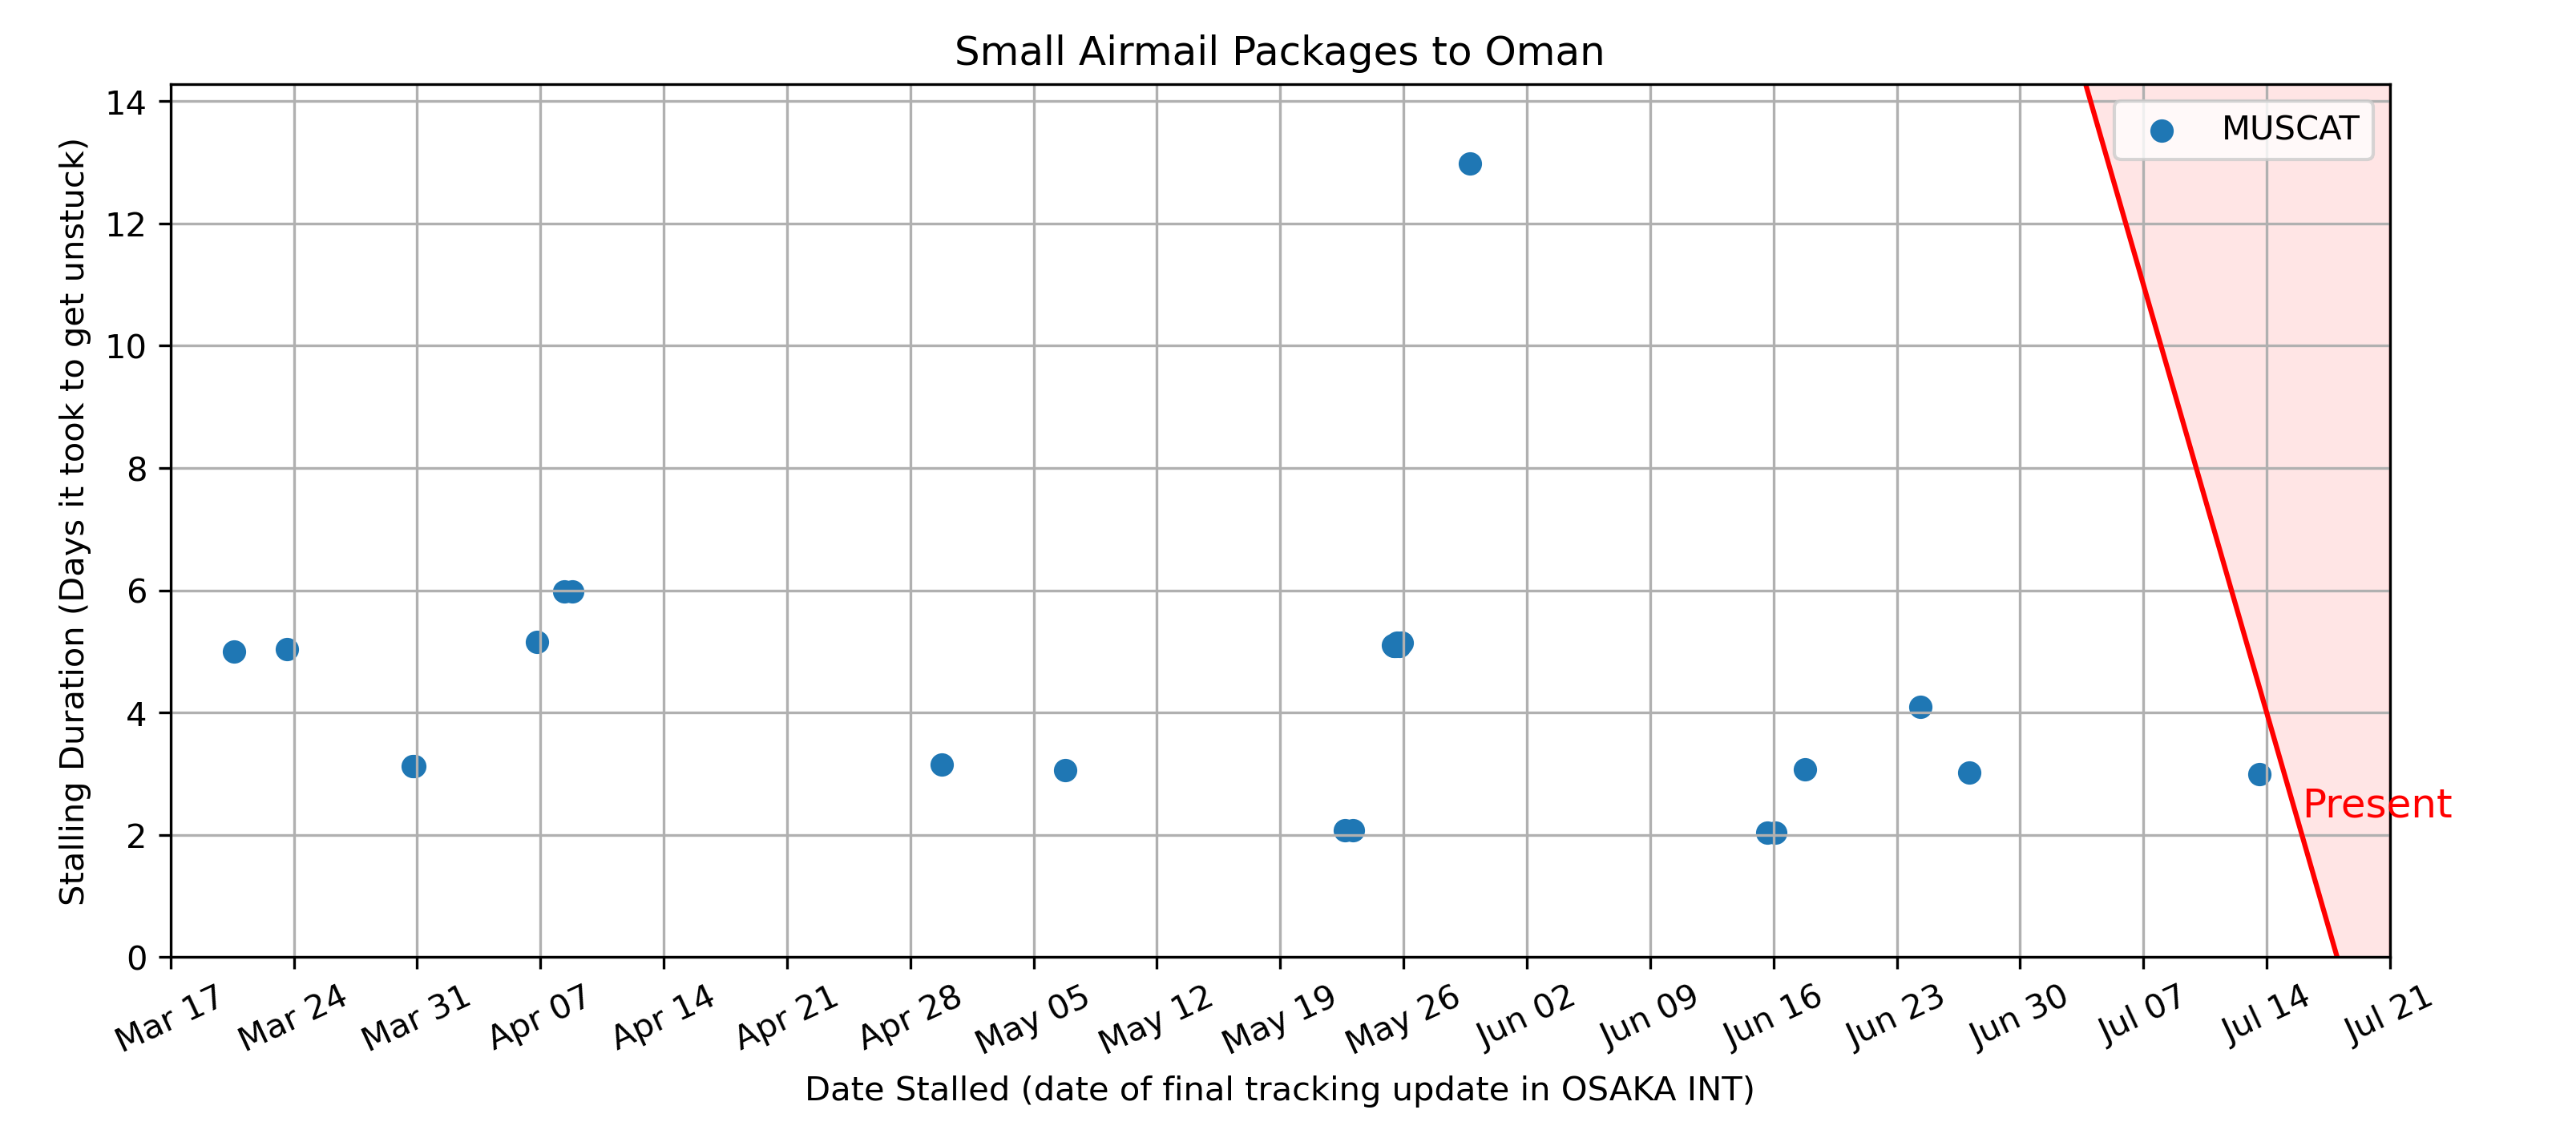 Small Airmail Packages to Oman
Stalling Duration (Days it took to get unstuck)
14
12
10
8
6
4
2
0
MUSCAT
Present
Mar 17
Mar 24
Mar 31
Apr 07
Apr 14
Apr 21
Apr 28
May 05
May 12
May 19
May 26
Jun 02
Jun 09
Jun 16
Jun 23
Jun 30
Jul 07
Jul 14
Jul 21
Date Stalled (date of final tracking update in OSAKA INT)